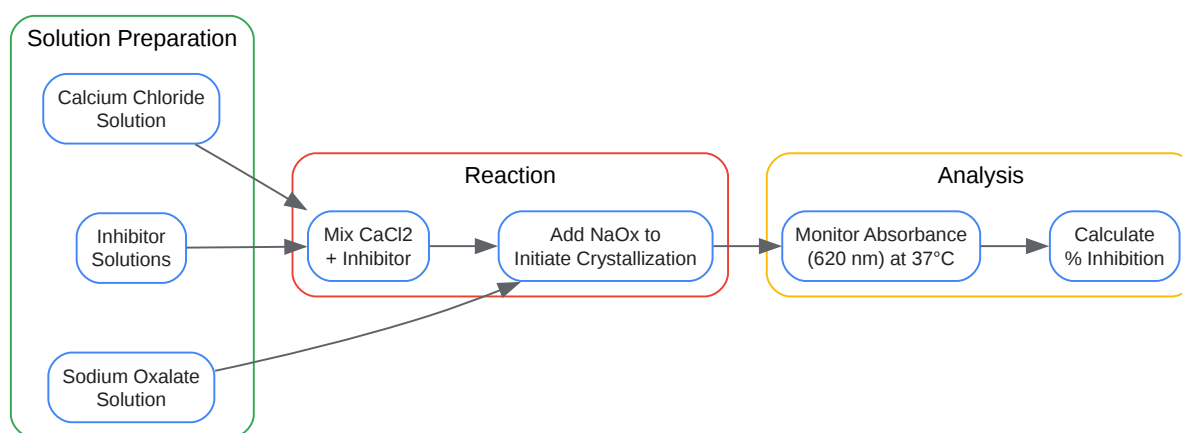 Solution Preparation
Calcium Chloride
Solution
Inhibitor
Solutions
Sodium Oxalate
Solution
Reaction
Mix CaCl2
+ Inhibitor
Add NaOx to
Initiate Crystallization
Analysis
Monitor Absorbance
(620 nm) at 37°C
Calculate
% Inhibition